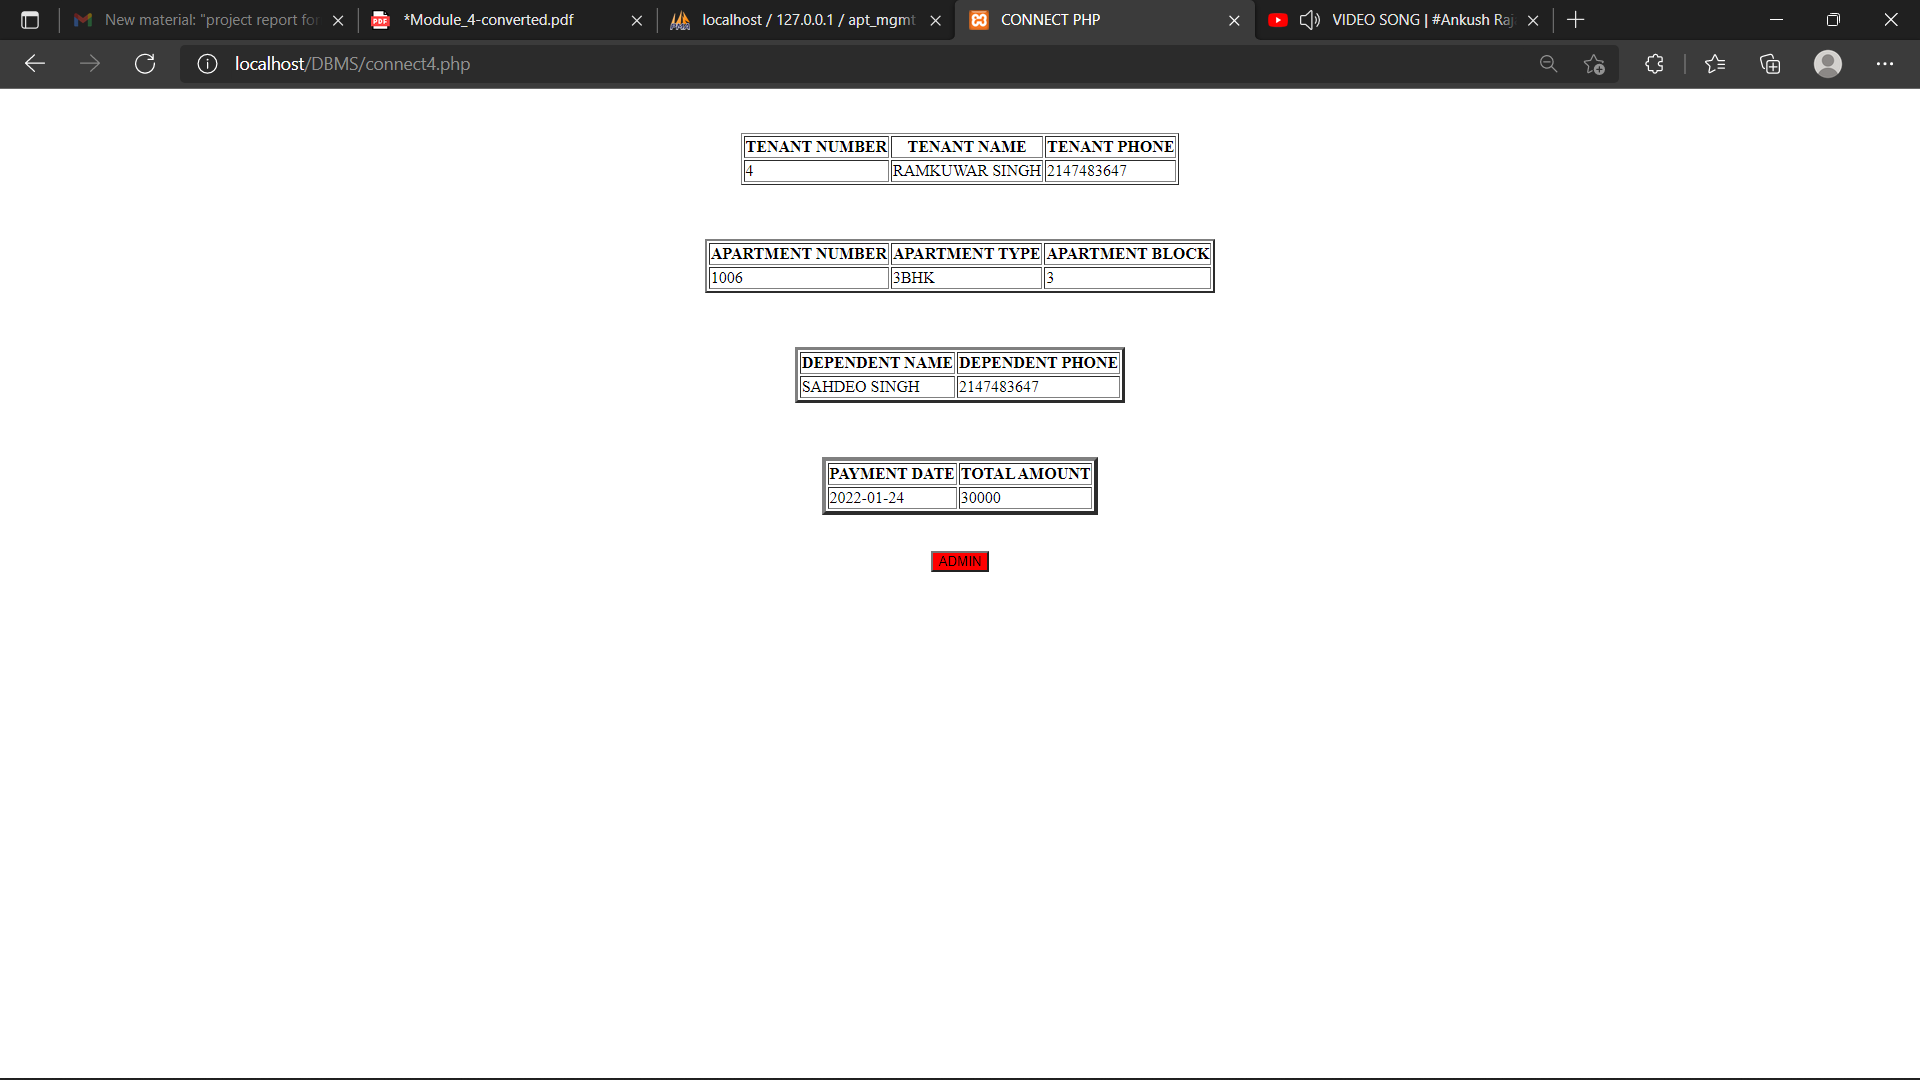 New material: "project report for
*Module_4-converted.pdf
localhost / 127.0.0.1 / apt_mgmt
CONNECT PHP
VIDEO SONG | #Ankush Raja
localhost/DBMS/connect4.php
TENANT NUMBER TENANT NAME TENANT PHONE
4 RAMKUWAR SINGH 2147483647
APARTMENT NUMBER APARTMENT TYPE APARTMENT BLOCK
1006 3BHK 3
DEPENDENT NAME DEPENDENT PHONE
SAHDEO SINGH 2147483647
PAYMENT DATE TOTAL AMOUNT
2022-01-24 30000
ADMIN